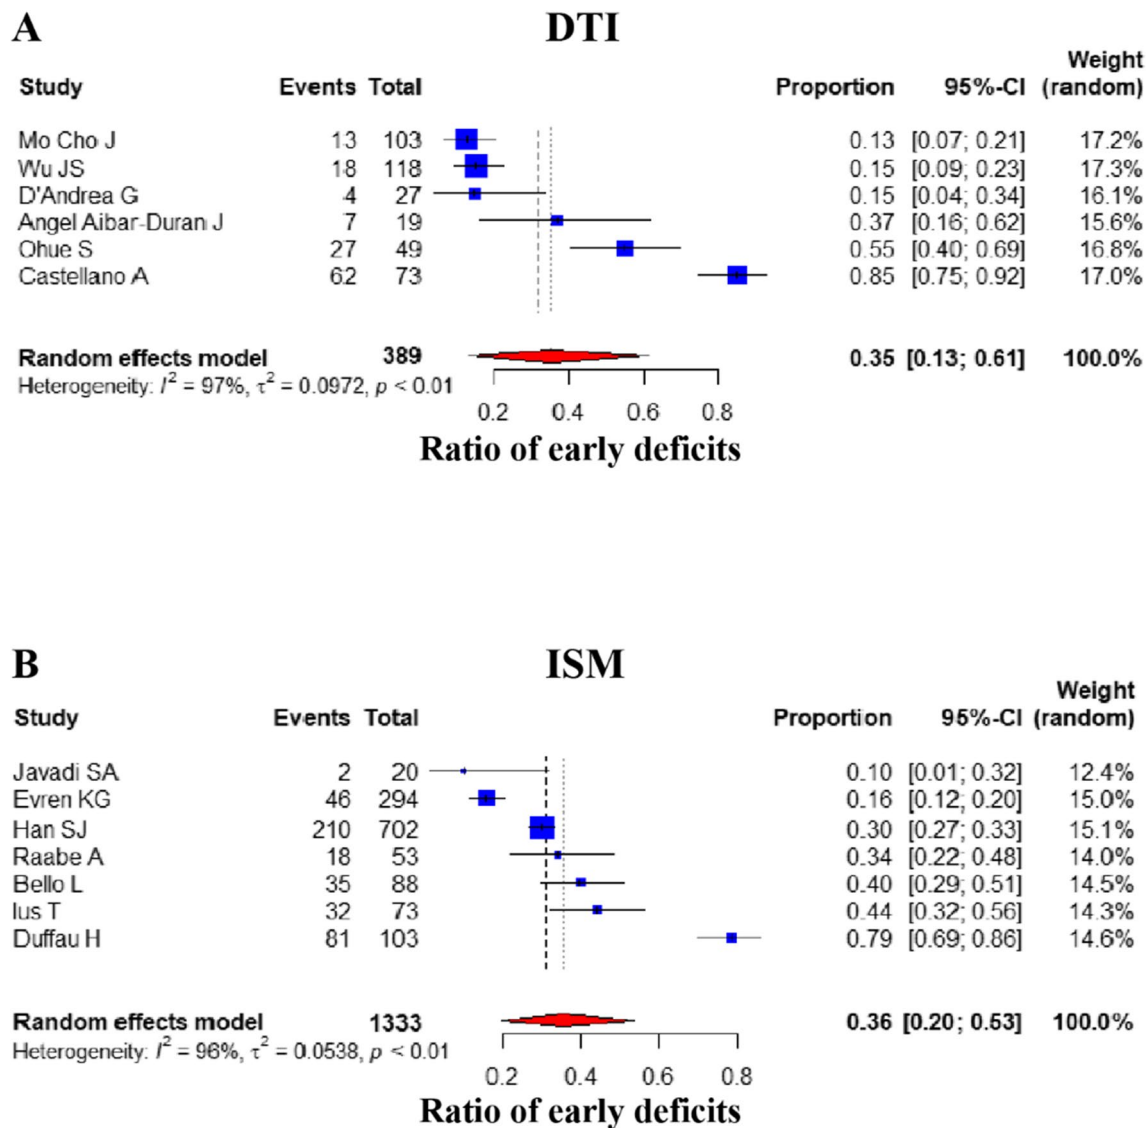 A DTI
Weight
Study Events Total Proportion 95%-CI (random)
Mo Cho J 13 103 0.13 [0.07; 0.21] 17.2%
Wu JS 18 118 0.15 [0.09; 0.23] 17.3%
D'Andrea G 4 27 0.15 [0.04; 0.34] 16.1%
Angel Aibar-Duran J 7 19 0.37 [0.16; 0.62] 15.6%
Ohue S 27 49 0.55 [0.40; 0.69] 16.8%
Castellano A 62 73 0.85 [0.75; 0.92] 17.0%
Random effects model 389 0.35 [0.13; 0.61] 100.0%
Heterogeneity: I² = 97%, τ² = 0.0972, p < 0.01
0.2 0.4 0.6 0.8
Ratio of early deficits
B ISM
Weight
Study Events Total Proportion 95%-CI (random)
Javadi SA 2 20 0.10 [0.01; 0.32] 12.4%
Evren KG 46 294 0.16 [0.12; 0.20] 15.0%
Han SJ 210 702 0.30 [0.27; 0.33] 15.1%
Raabe A 18 53 0.34 [0.22; 0.48] 14.0%
Bello L 35 88 0.40 [0.29; 0.51] 14.5%
Ius T 32 73 0.44 [0.32; 0.56] 14.3%
Duffau H 81 103 0.79 [0.69; 0.86] 14.6%
Random effects model 1333 0.36 [0.20; 0.53] 100.0%
Heterogeneity: I² = 96%, τ² = 0.0538, p < 0.01
0.2 0.4 0.6 0.8
Ratio of early deficits